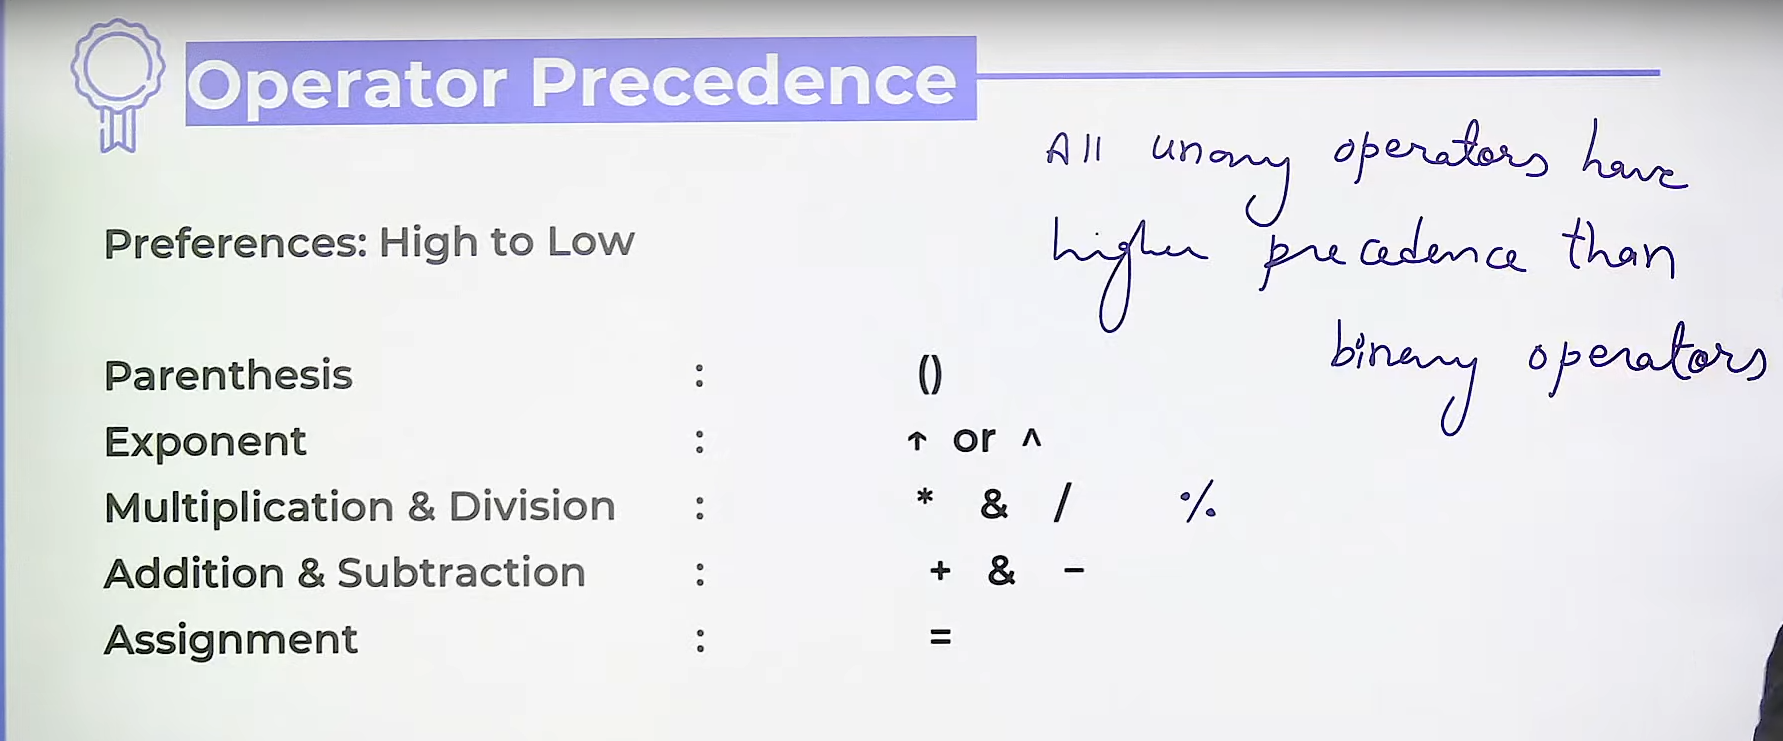 Operator Precedence
All unary operators have
higher precedence than
binary operators
Preferences: High to Low
Parenthesis : ()
Exponent : ↑ or ^
Multiplication & Division : * & / %
Addition & Subtraction : + & -
Assignment : =